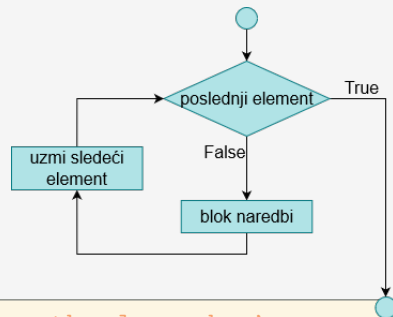 poslednji element
True
False
uzmi sledeći
element
blok naredbi